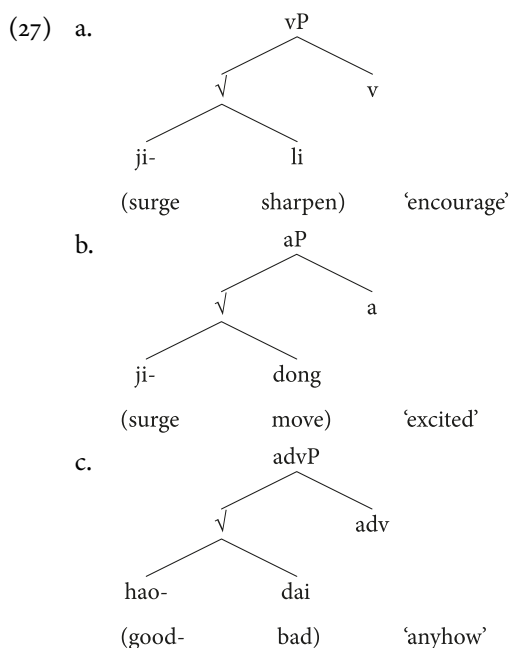 (27) a. vP
√ v
ji- li
(surge sharpen) ‘encourage’
b. aP
√ a
ji- dong
(surge move) ‘excited’
c. advP
√ adv
hao- dai
(good- bad) ‘anyhow’